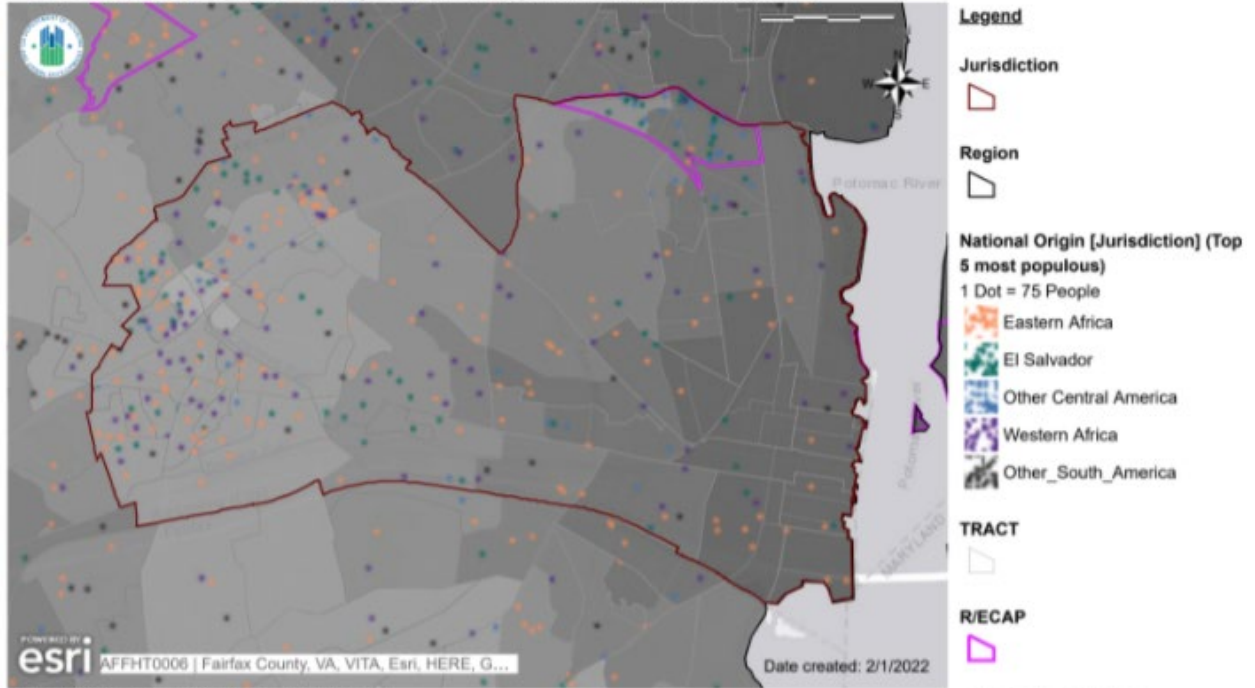 Legend
Jurisdiction
Region
National Origin [Jurisdiction] (Top
5 most populous)
1 Dot = 75 People
Eastern Africa
El Salvador
Other Central America
Western Africa
Other_South_America
TRACT
R/ECAP
N
W E
S
Potomac River
MARYLAND
POWERED BY
esri
AFFHT0006 | Fairfax County, VA, VITA, Esri, HERE, G...
Date created: 2/1/2022